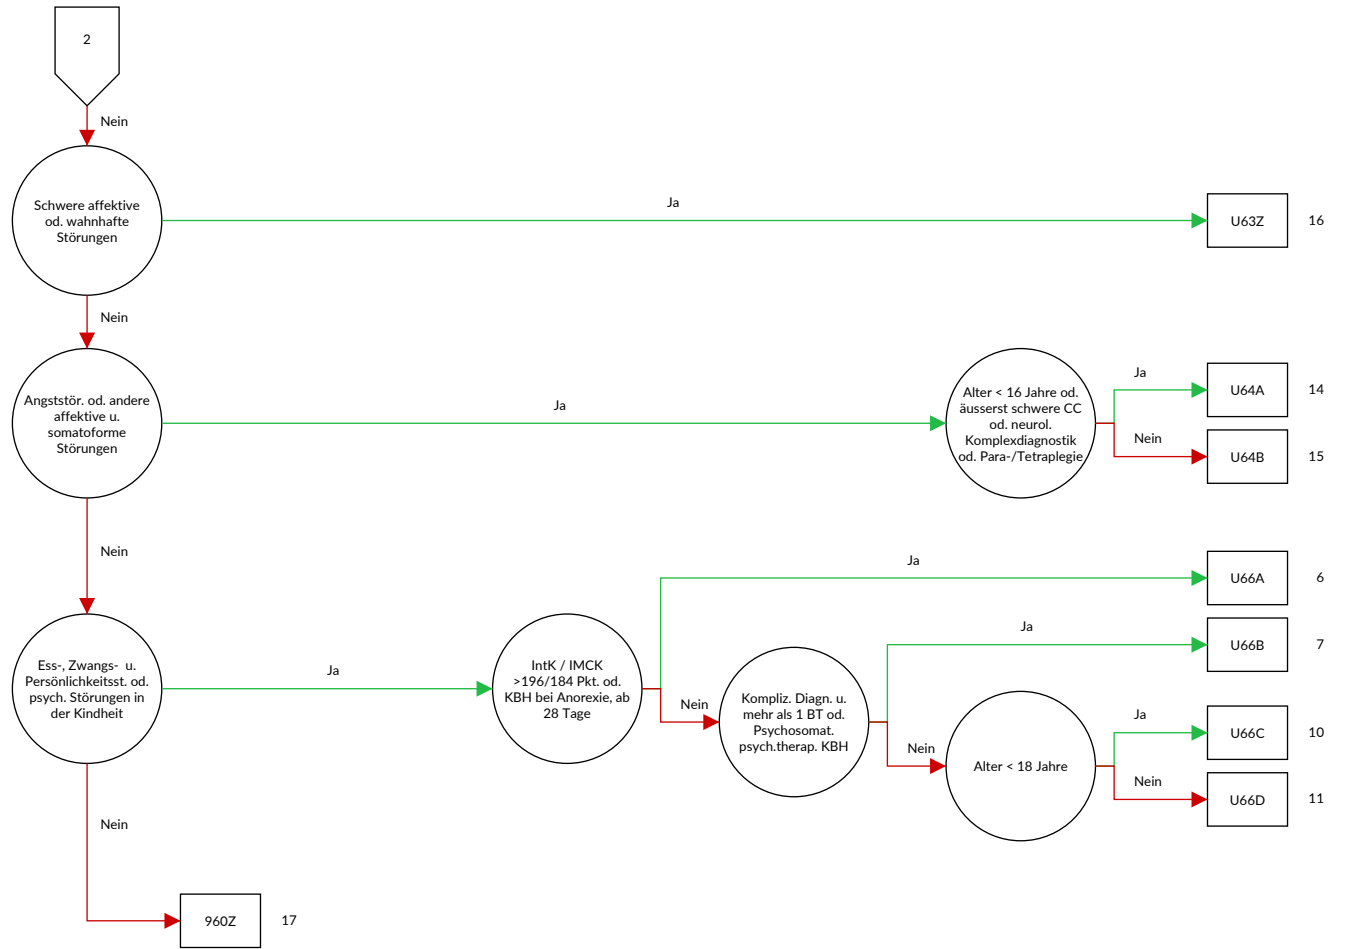 2
Nein
Schwere affektive
od. wahnhafte
Störungen
Ja
U63Z
16
Nein
Angststör. od. andere
affektive u.
somatoforme
Störungen
Ja
Alter < 16 Jahre od.
äusserst schwere CC
od. neurol.
Komplexdiagnostik
od. Para-/Tetraplegie
Ja
U64A
14
Nein
U64B
15
Nein
Ess-, Zwangs- u.
Persönlichkeitsst. od.
psych. Störungen in
der Kindheit
Ja
IntK / IMCK
>196/184 Pkt. od.
KBH bei Anorexie, ab
28 Tage
Ja
U66A
6
Nein
Kompliz. Diagn. u.
mehr als 1 BT od.
Psychosomat.
psych.therap. KBH
Ja
U66B
7
Nein
Alter < 18 Jahre
Ja
U66C
10
Nein
U66D
11
Nein
960Z
17